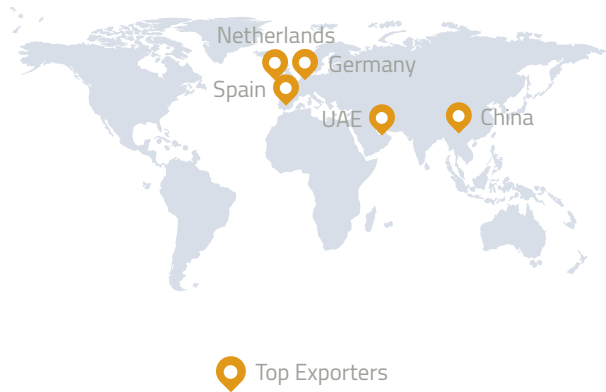 Netherlands
Germany
Spain
UAE
China
Top Exporters